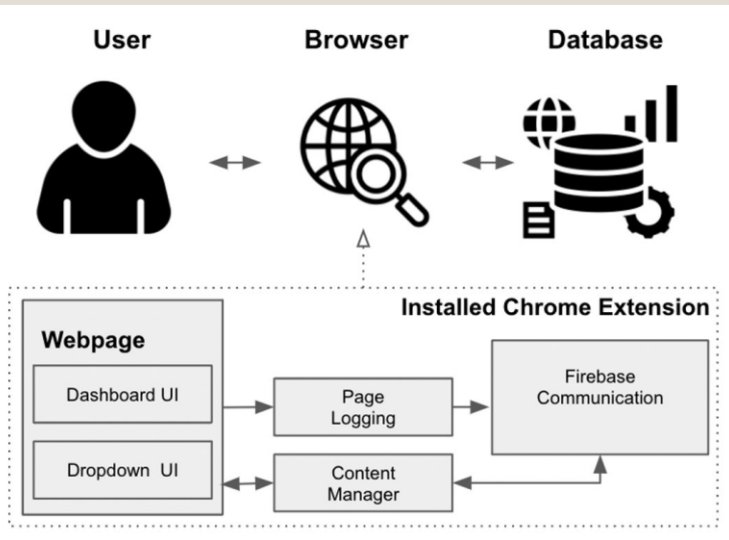 User
Browser
Database
Installed Chrome Extension
Webpage
Dashboard UI
Dropdown UI
Page
Logging
Content
Manager
Firebase
Communication